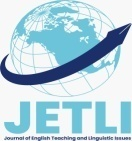 JETLI
Journal of English Teaching and Linguistic Issues